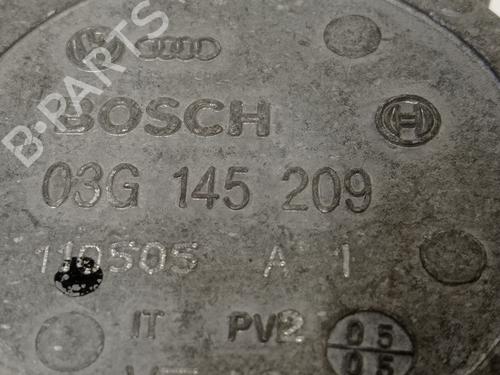 B-PARTS
BOSCH
03G 145 209
110505 A 1
IT PV2
05
05